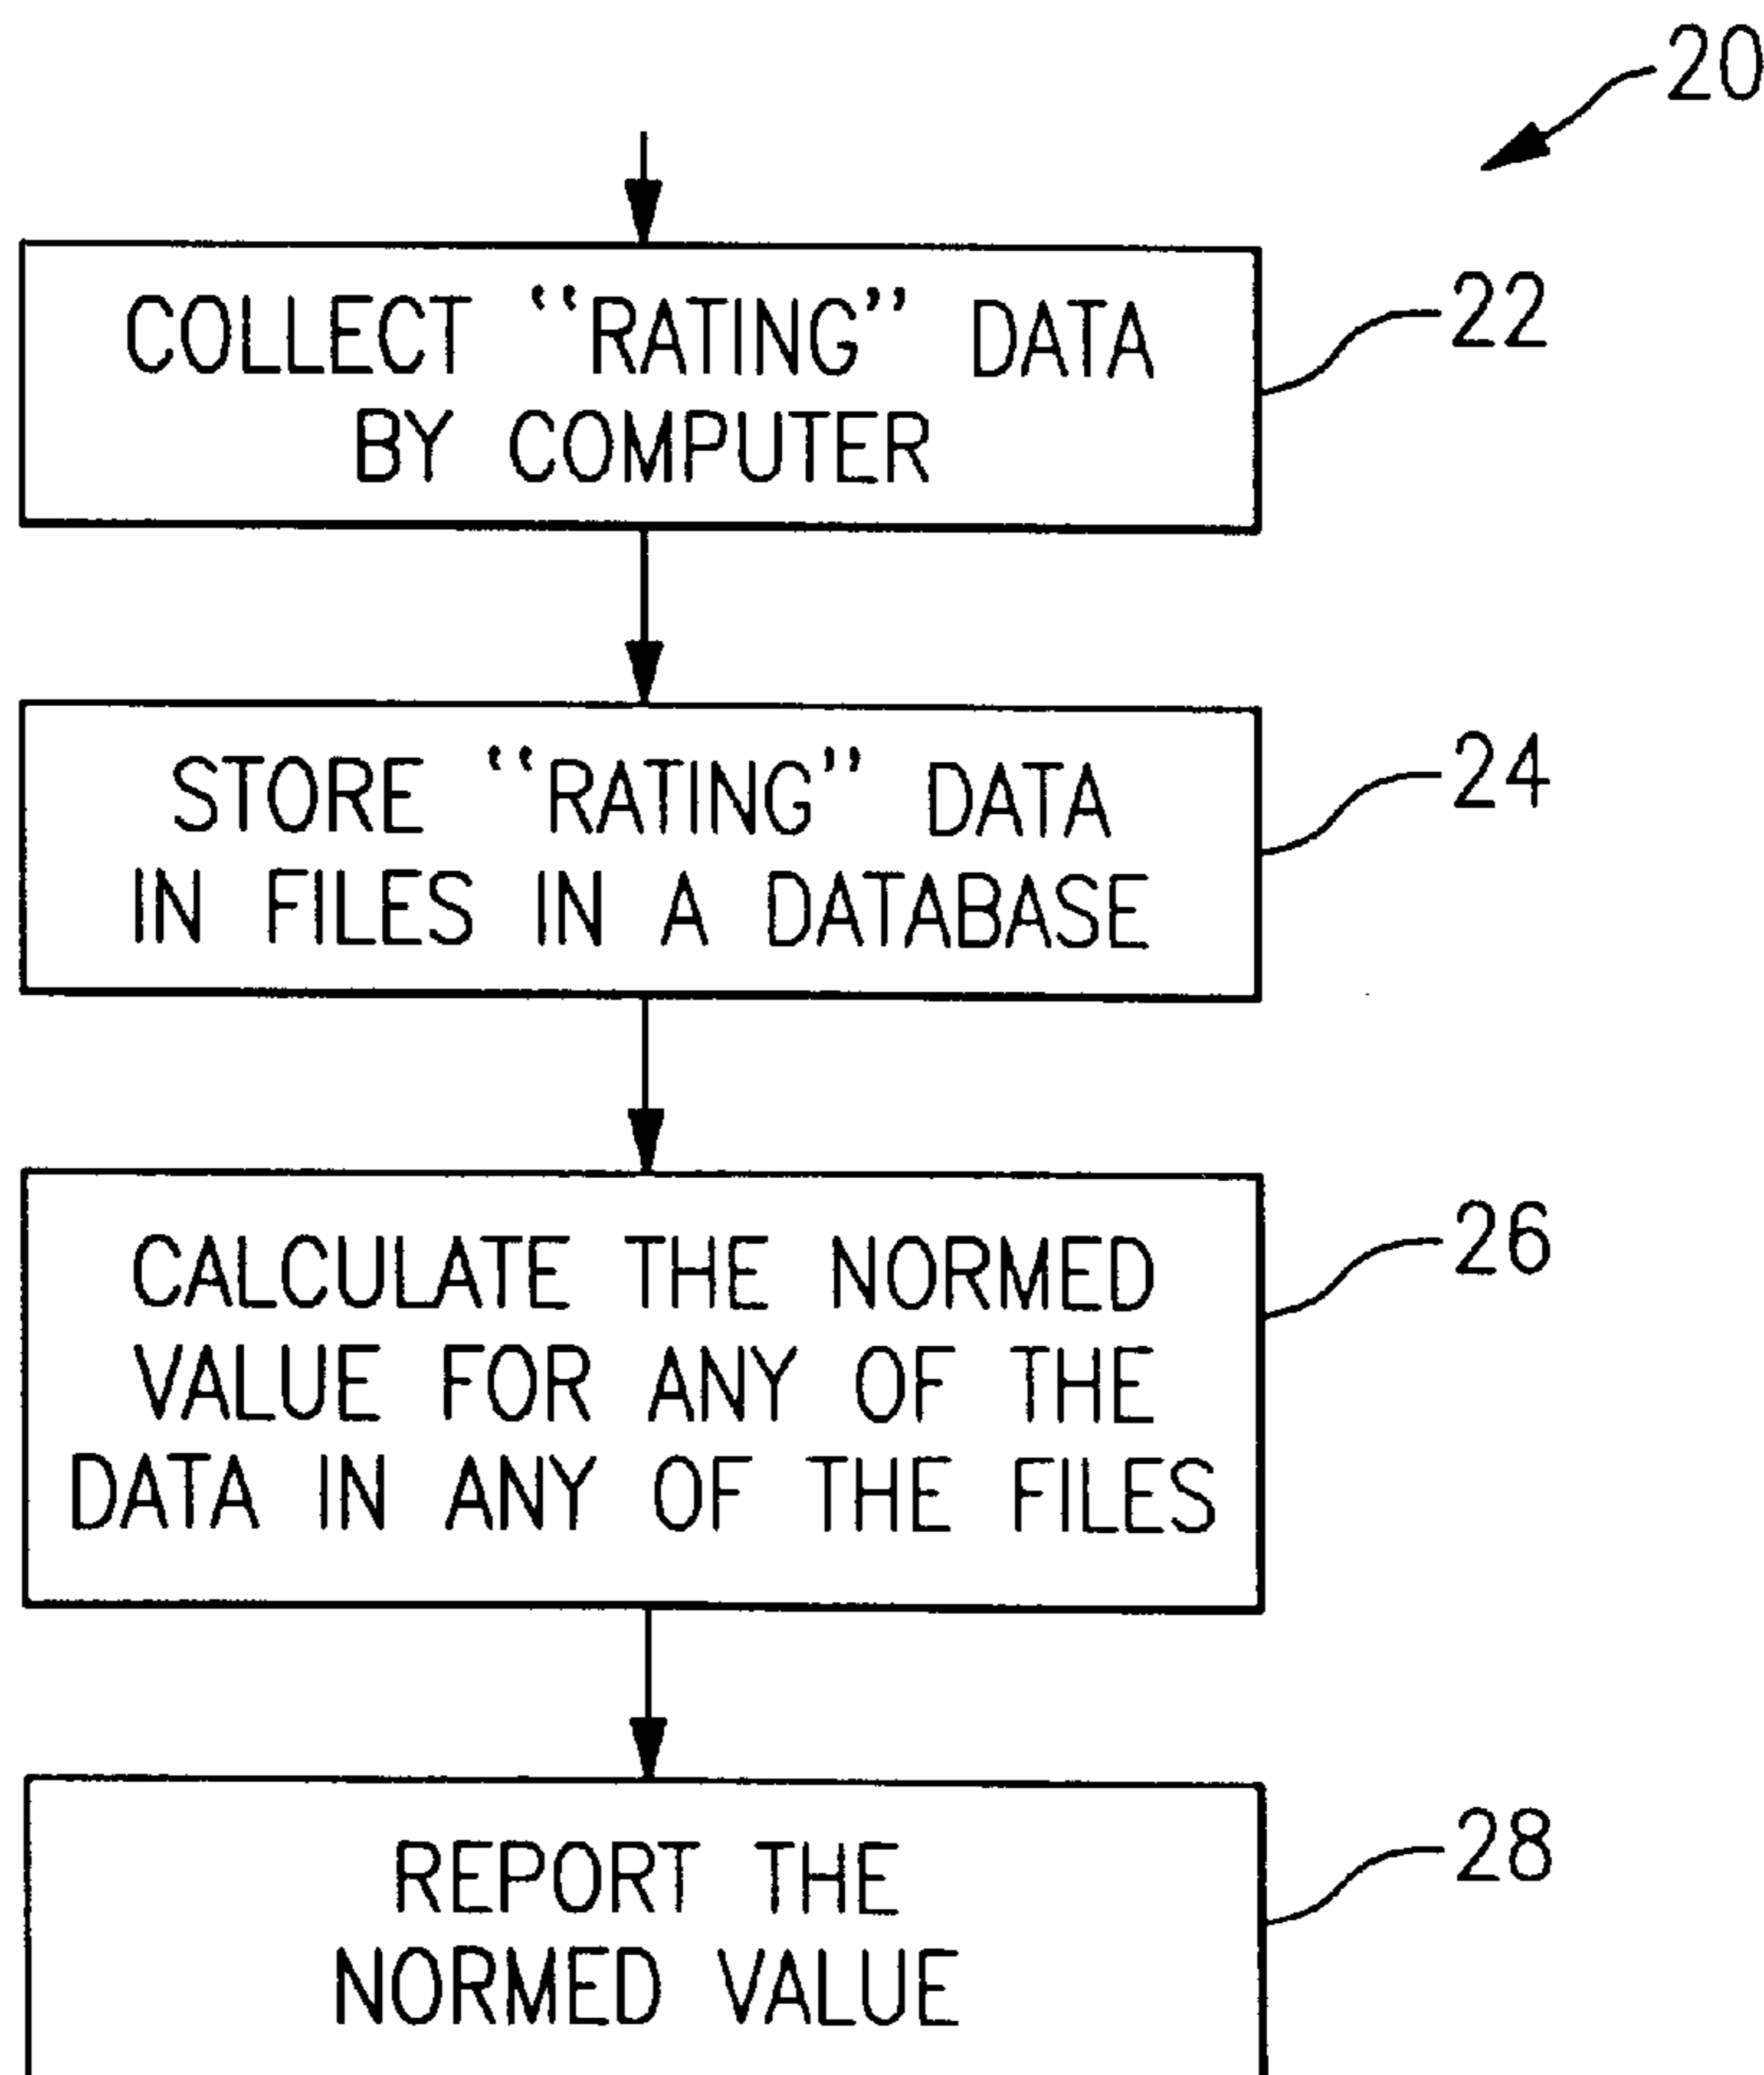 20
COLLECT “RATING” DATA
BY COMPUTER
22
STORE “RATING” DATA
IN FILES IN A DATABASE
24
CALCULATE THE NORMED
VALUE FOR ANY OF THE
DATA IN ANY OF THE FILES
26
REPORT THE
NORMED VALUE
28